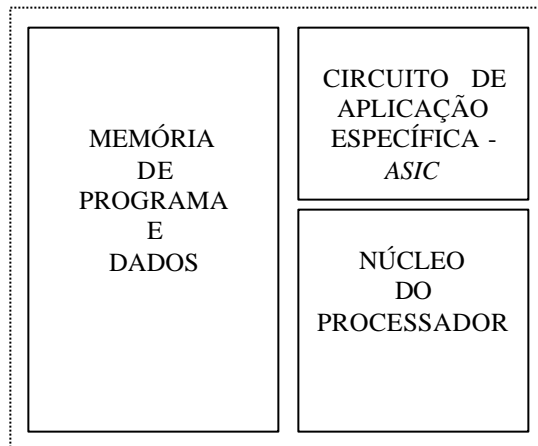 MEMÓRIA
DE
PROGRAMA
E
DADOS
CIRCUITO DE
APLICAÇÃO
ESPECÍFICA -
ASIC
NÚCLEO
DO
PROCESSADOR